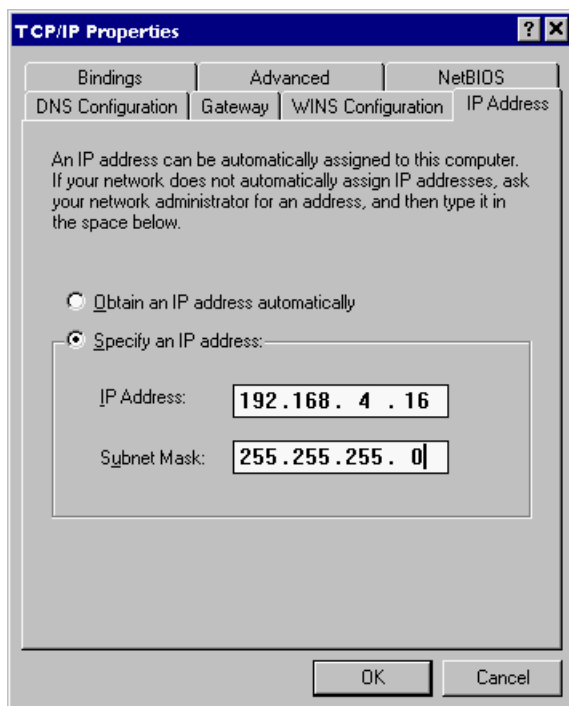 TCP/IP Properties
Bindings Advanced NetBIOS
DNS Configuration Gateway WINS Configuration IP Address
An IP address can be automatically assigned to this computer.
If your network does not automatically assign IP addresses, ask
your network administrator for an address, and then type it in
the space below.
Obtain an IP address automatically
Specify an IP address:
IP Address: 192.168. 4 .16
Subnet Mask: 255.255.255. 0
OK Cancel